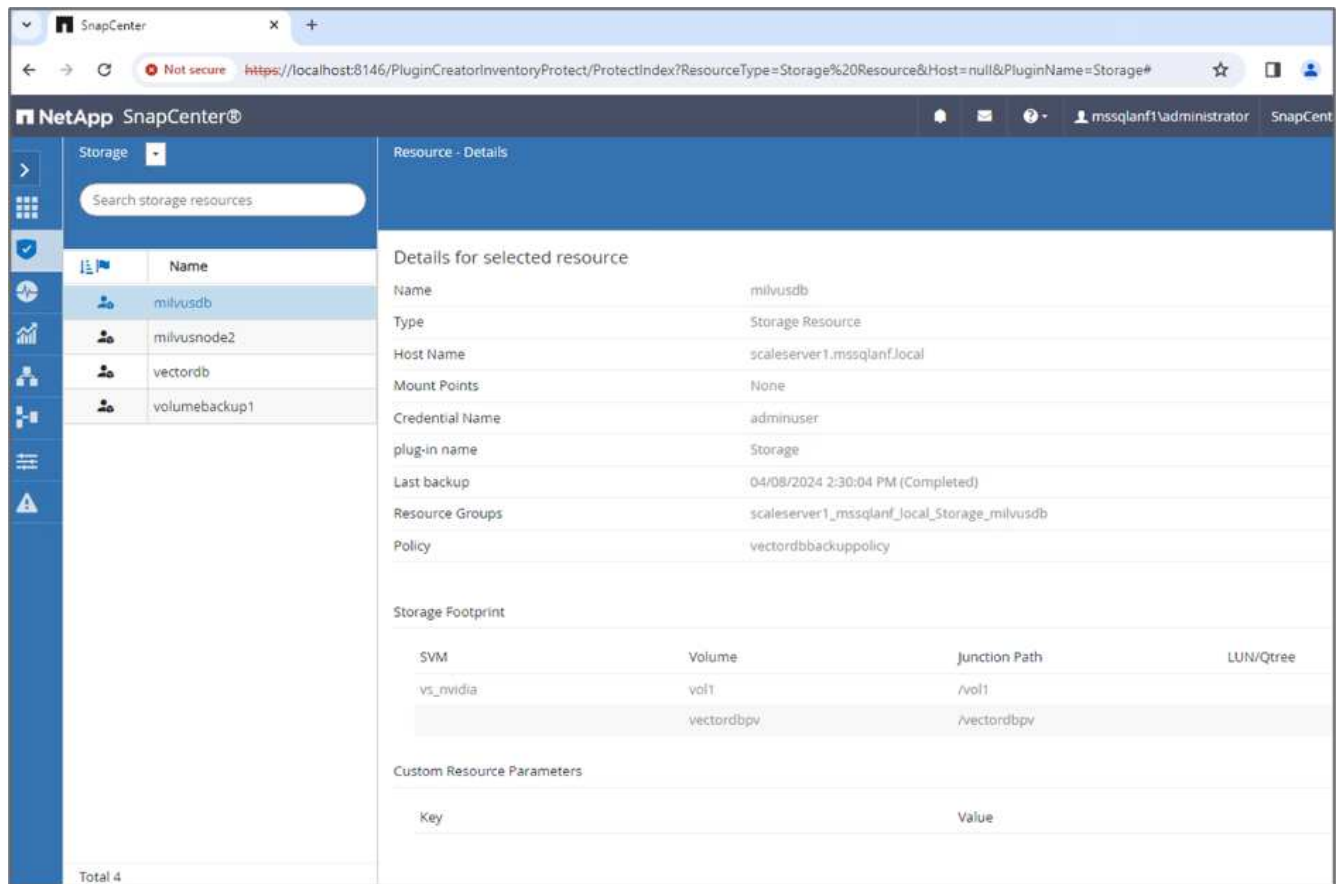 SnapCenter
Not secure https://localhost:8146/PluginCreatorInventoryProtect/ProtectIndex?ResourceType=Storage%20Resource&Host=null&PluginName=Storage#
NetApp SnapCenter® mssqlanf1\administrator SnapCent
Storage
Search storage resources
Name
milvusdb
milvusnode2
vectordb
volumebackup1
Total 4
Resource - Details
Details for selected resource
Name milvusdb
Type Storage Resource
Host Name scaleserver1.mssqlanf.local
Mount Points None
Credential Name adminuser
plug-in name Storage
Last backup 04/08/2024 2:30:04 PM (Completed)
Resource Groups scaleserver1_mssqlanf_local_Storage_milvusdb
Policy vectordbbackuppolicy
Storage Footprint
SVM Volume Junction Path LUN/Qtree
vs_nvidia vol1 /vol1
vectordbpv /vectordbpv
Custom Resource Parameters
Key Value